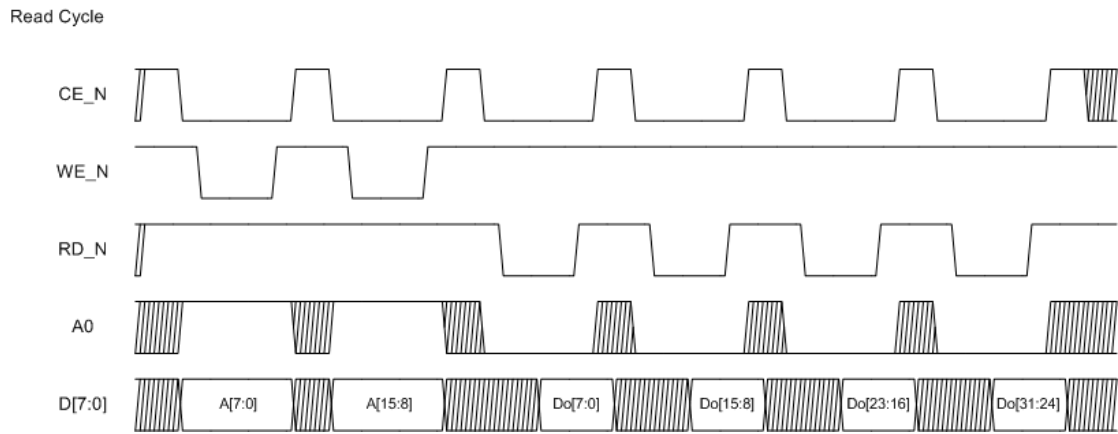 Read Cycle
CE_N
WE_N
RD_N
A0
D[7:0]
A[7:0]
A[15:8]
Do[7:0]
Do[15:8]
Do[23:16]
Do[31:24]